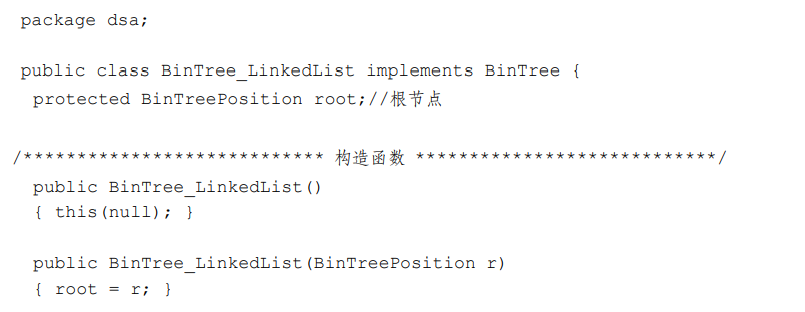 package dsa;
public class BinTree_LinkedList implements BinTree {
protected BinTreePosition root;//根节点
/**************************** 构造函数 ****************************/
public BinTree_LinkedList()
{ this(null); }
public BinTree_LinkedList(BinTreePosition r)
{ root = r; }